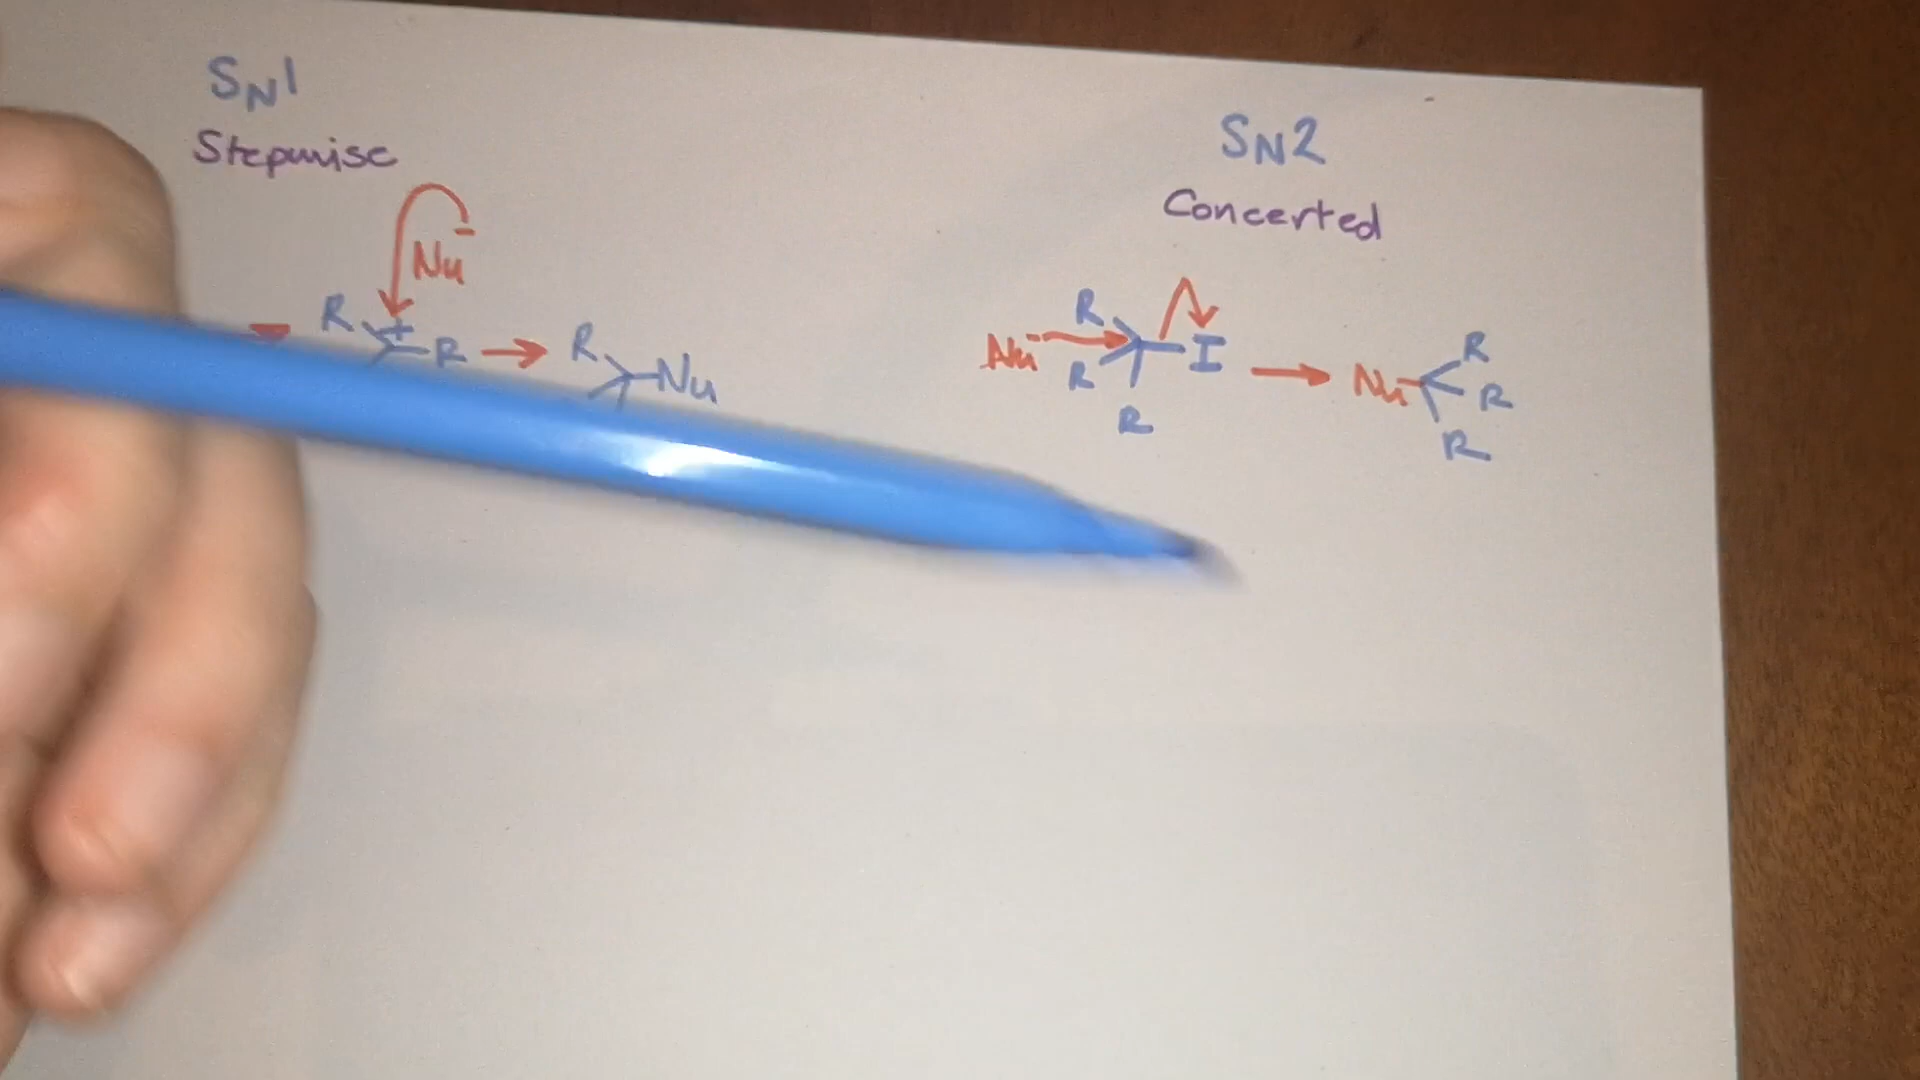 SN1
Stepwise
Nu-
R + R R Nu
SN2
Concerted
Nu- R R R I Nu R R R